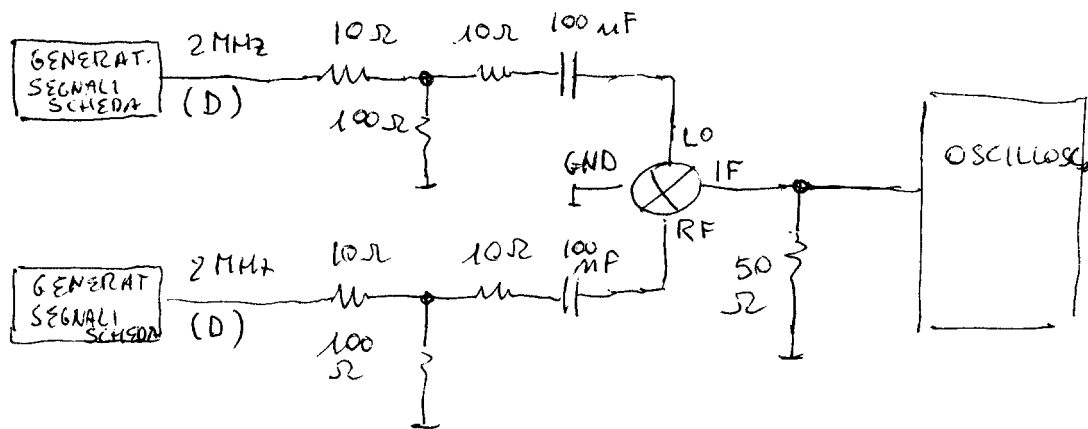 GENERAT.
SEGNALI
SCHEDA
2 MHz
(D)
10 Ω
10 Ω
100 nF
100 Ω
LO
GND
IF
RF
OSCILLOSC
GENERAT
SEGNALI
SCHEDA
2 MHz
(D)
10 Ω
10 Ω
100
nF
100
Ω
50
Ω